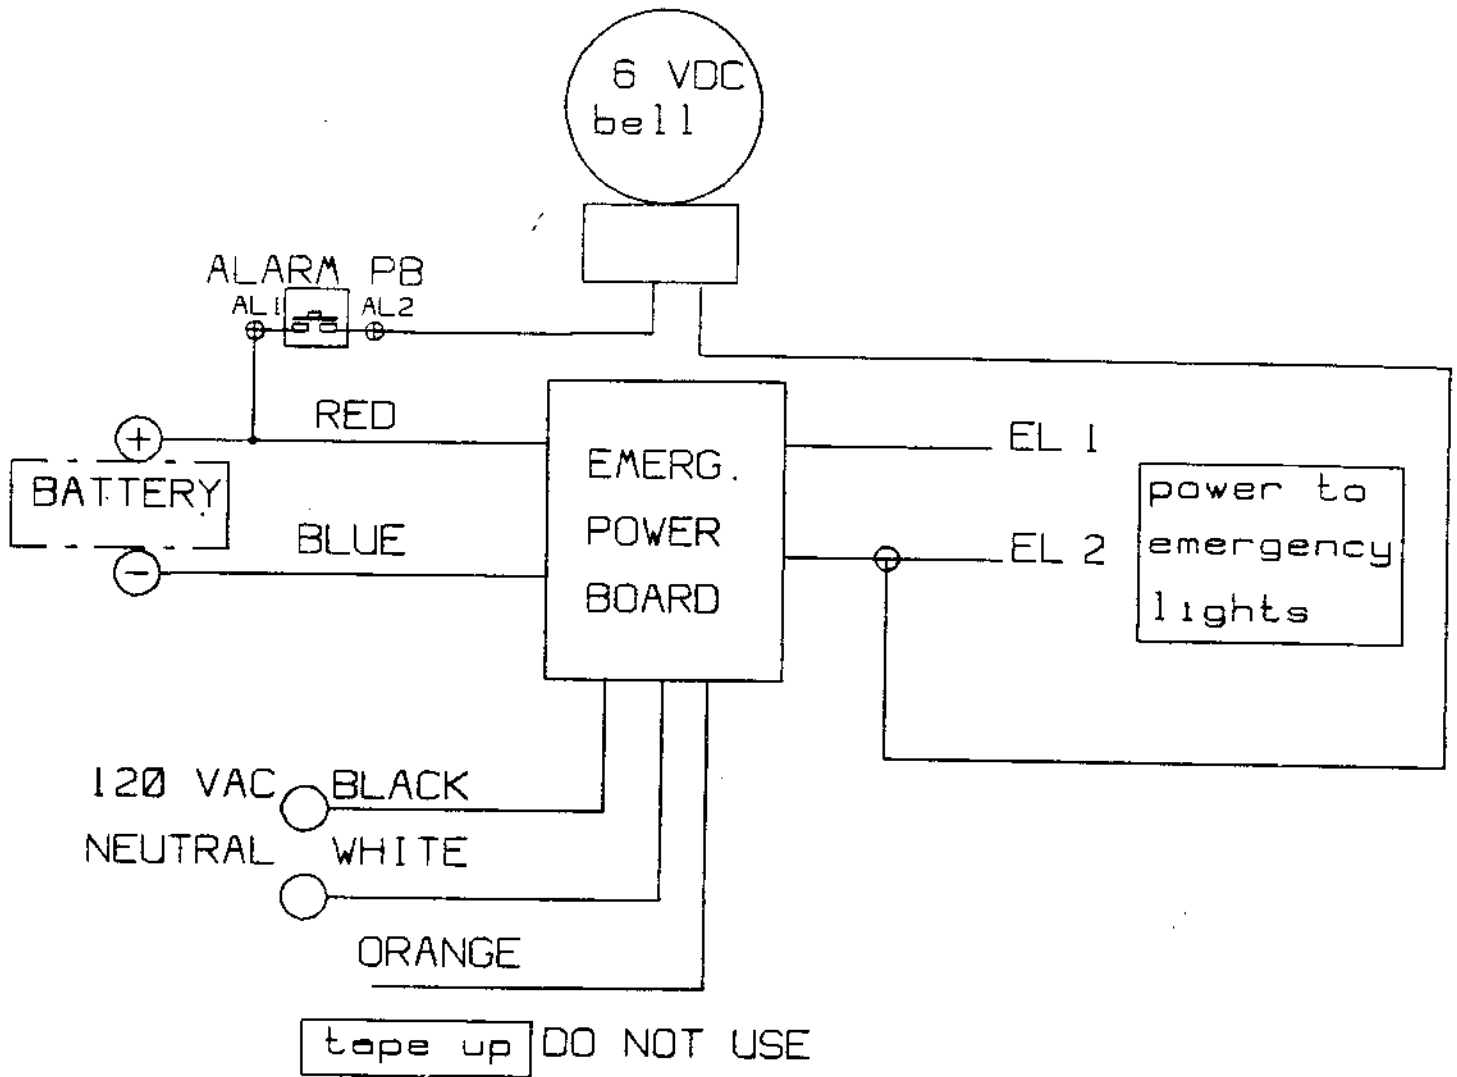 6 VDC
bell
ALARM PB
AL1 AL2
RED
+
BATTERY
BLUE
-
EMERG.
POWER
BOARD
EL 1
EL 2
power to
emergency
lights
120 VAC BLACK
NEUTRAL WHITE
ORANGE
tape up DO NOT USE